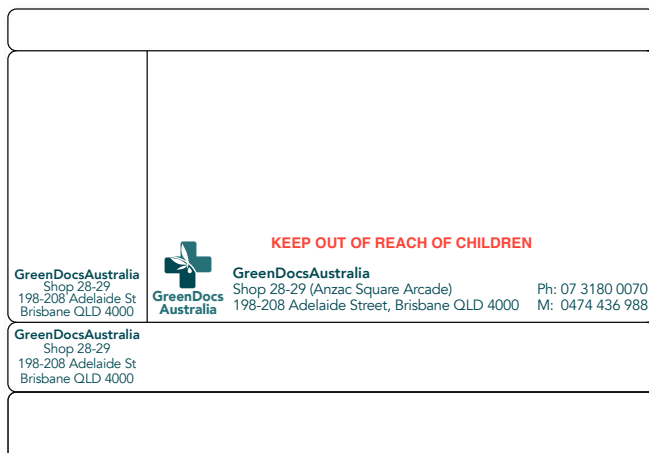 KEEP OUT OF REACH OF CHILDREN
GreenDocsAustralia
Shop 28-29
198-208 Adelaide St
Brisbane QLD 4000
GreenDocs
Australia
GreenDocsAustralia
Shop 28-29 (Anzac Square Arcade)
198-208 Adelaide Street, Brisbane QLD 4000
Ph: 07 3180 0070
M: 0474 436 988
GreenDocsAustralia
Shop 28-29
198-208 Adelaide St
Brisbane QLD 4000